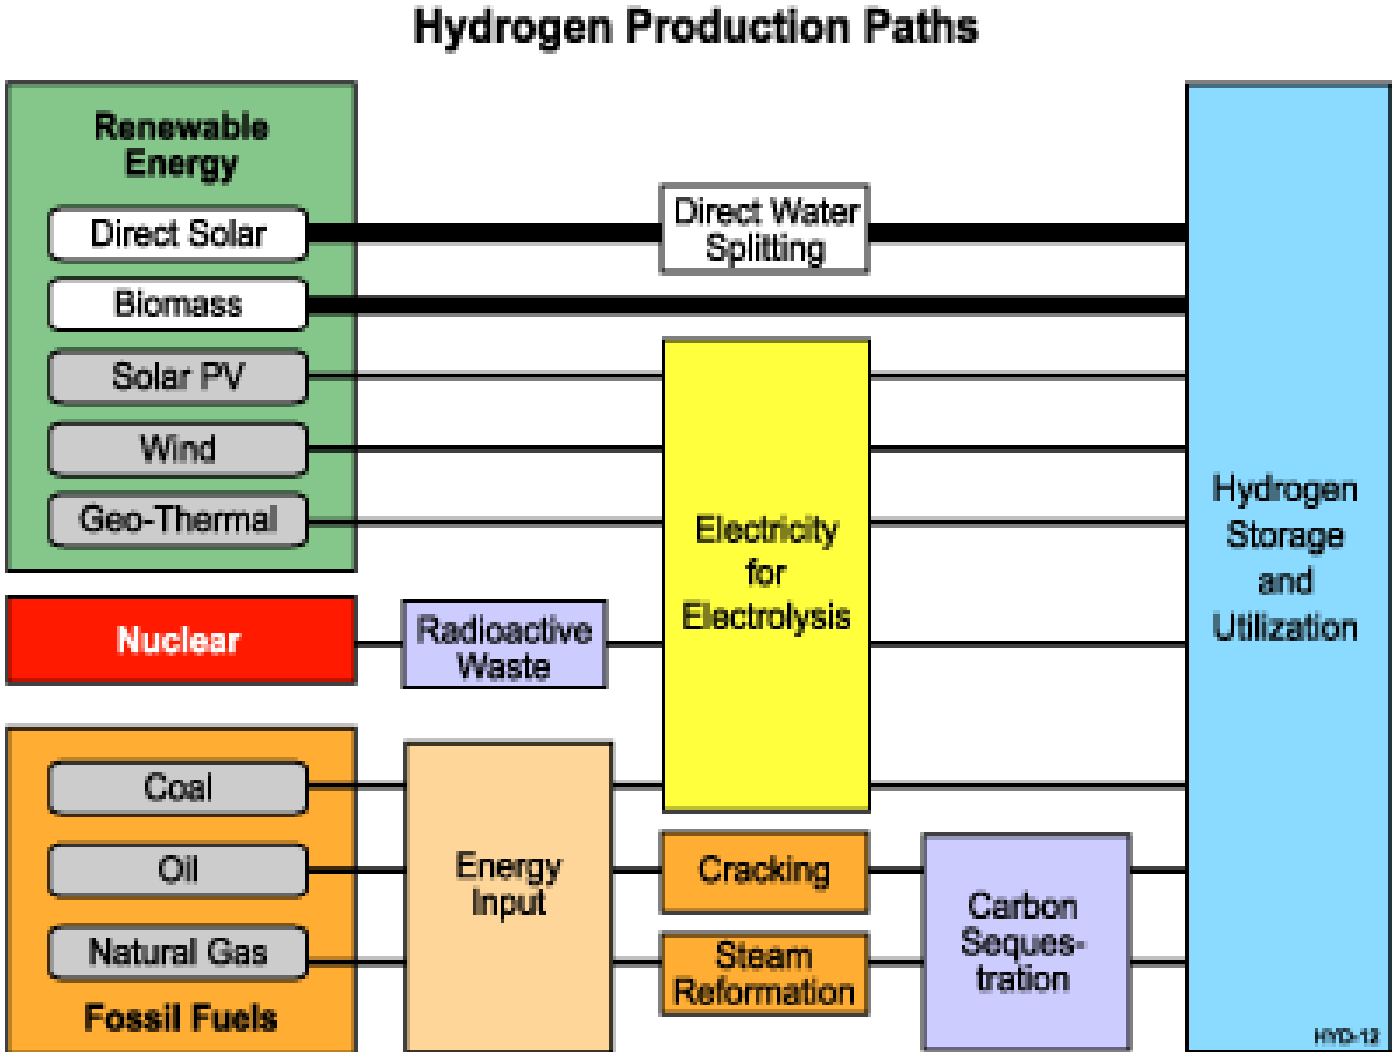 Hydrogen Production Paths
Renewable
Energy
Direct Solar
Biomass
Solar PV
Wind
Geo-Thermal
Nuclear
Coal
Oil
Natural Gas
Fossil Fuels
Radioactive
Waste
Energy
Input
Direct Water
Splitting
Electricity
for
Electrolysis
Cracking
Steam
Reformation
Carbon
Seques-
tration
Hydrogen
Storage
and
Utilization
HYD-12